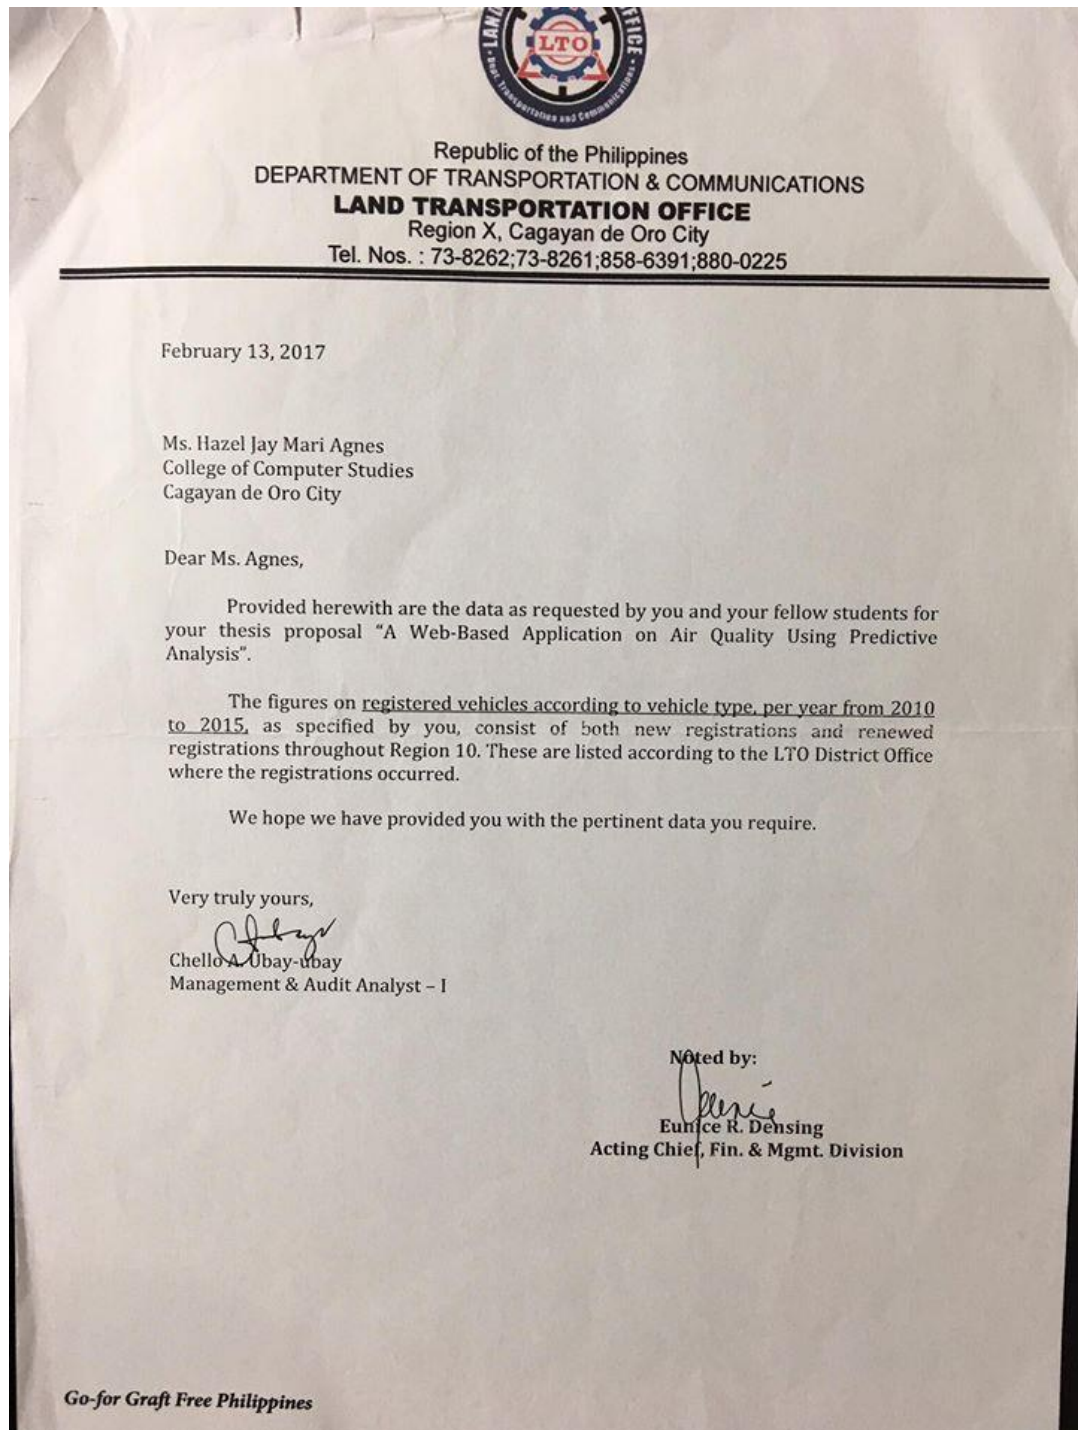 LAND OFFICE
LTO
Dept. Transportation and Communications
Republic of the Philippines
DEPARTMENT OF TRANSPORTATION & COMMUNICATIONS
LAND TRANSPORTATION OFFICE
Region X, Cagayan de Oro City
Tel. Nos. : 73-8262;73-8261;858-6391;880-0225
February 13, 2017
Ms. Hazel Jay Mari Agnes
College of Computer Studies
Cagayan de Oro City
Dear Ms. Agnes,
Provided herewith are the data as requested by you and your fellow students for
your thesis proposal “A Web-Based Application on Air Quality Using Predictive
Analysis”.
The figures on registered vehicles according to vehicle type, per year from 2010
to 2015, as specified by you, consist of both new registrations and renewed
registrations throughout Region 10. These are listed according to the LTO District Office
where the registrations occurred.
We hope we have provided you with the pertinent data you require.
Very truly yours,
Chello A. Ubay-ubay
Management & Audit Analyst – I
Noted by:
Eunice R. Densing
Acting Chief, Fin. & Mgmt. Division
Go-for Graft Free Philippines